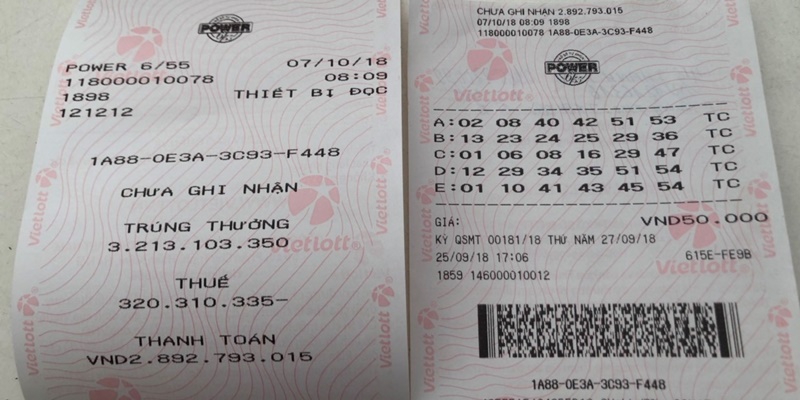 POWER
POWER 6/55 07/10/18
118000010078 08:09
1898 THIẾT BỊ ĐỌC
121212
1A88-0E3A-3C93-F448
CHƯA GHI NHẬN
TRÚNG THƯỞNG
3.213.103.350
THUẾ
320.310.335-
THANH TOÁN
VND2.892.793.015
Vietlott
CHƯA GHI NHẬN 2.892.793.015
07/10/18 08:09 1898
118000010078 1A88-0E3A-3C93-F448
POWER
Vietlott
A:02 08 40 42 51 53 TC
B:13 23 24 25 29 36 TC
C:01 06 08 16 29 47 TC
D:12 29 34 35 51 54 TC
E:01 10 41 43 45 54 TC
GIÁ: VND50.000
KỲ QSMT 00181/18 THỨ NĂM 27/09/18
25/09/18 17:06 615E-FE9B
1859 146000010012
1A88-0E3A-3C93-F448